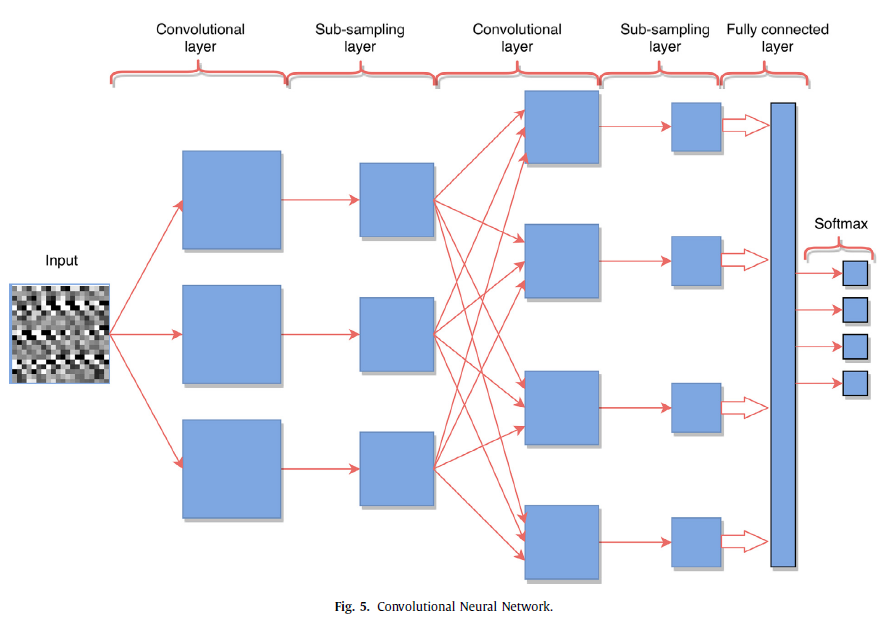 Convolutional
layer
Sub-sampling
layer
Convolutional
layer
Sub-sampling
layer
Fully connected
layer
Softmax
Input
Fig. 5. Convolutional Neural Network.